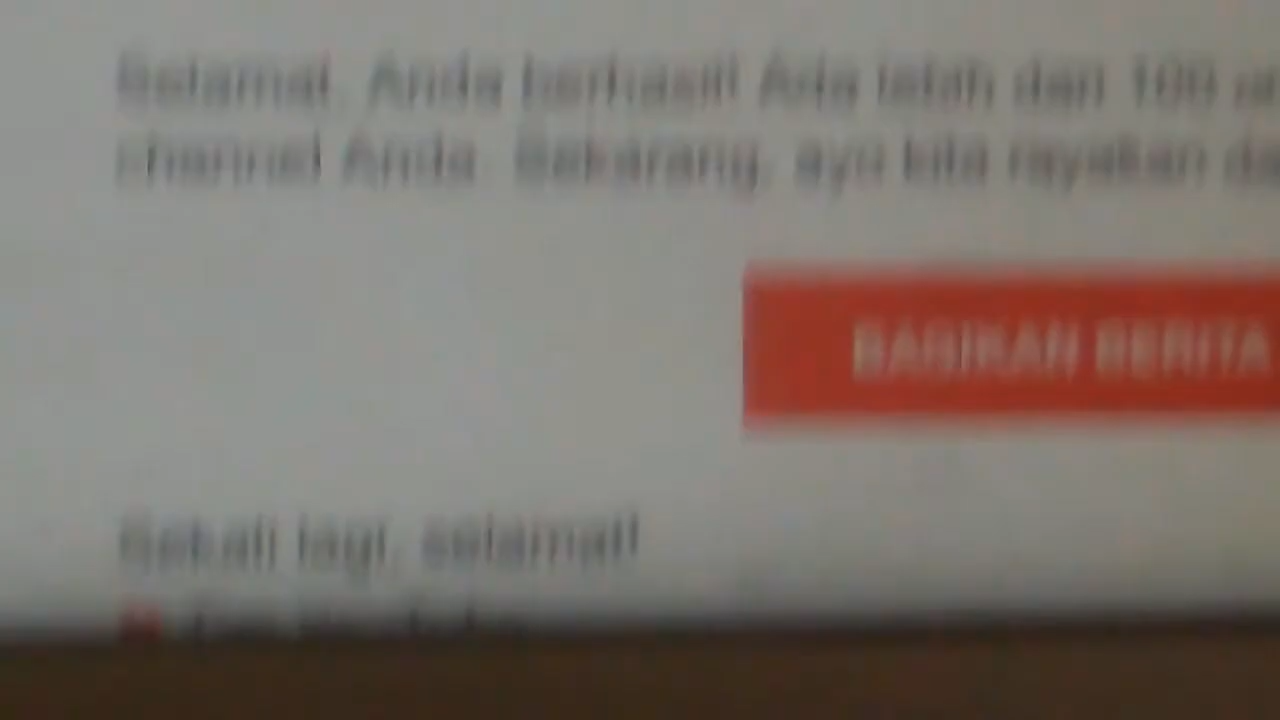 Selamat, Anda berhasil! Ada lebih dari 100
channel Anda. Sekarang, ayo kita rayakan
BAGIKAN BERITA
Sekali lagi, selamat!